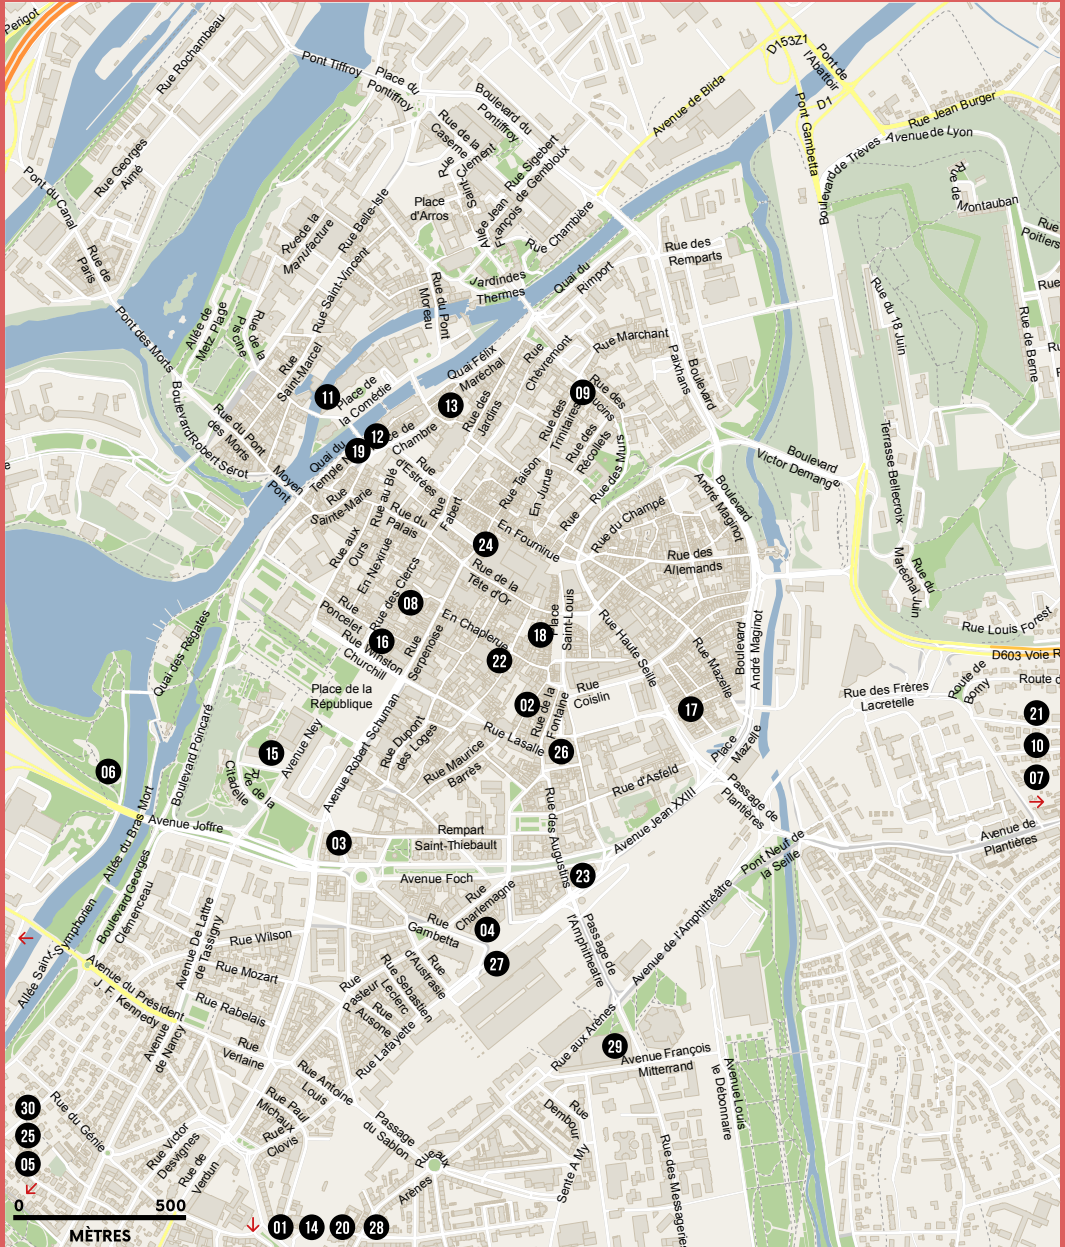 Perigot
Rue Rochambeau
Pont Tiffroy
Place du
Pontiffroy
Boulevard du
Pontiffroy
D153Z1
Pont de
l'Abattoir
D1
Avenue de Blida
Pont Gambetta
Rue Jean Burger
Avenue de Lyon
Boulevard de Trèves
Rue de
Montauban
Rue
Poitiers
Rue
Rue Georges
Aimé
Pont du Canal
Rue de
Paris
Rue de la
Caserne
Rue
Saint-
Clément
Rue Sigebert
de Gembloux
Allée Jean
François
Place
d'Arros
Rue Chambière
Rue Belle-Isle
Rue de la
Manufacture
Rue Saint-Vincent
Rue du Pont
Moreau
Jardin des
Thermes
Quai du
Rimport
Rue des
Remparts
Rue du 18 Juin
Rue de Berne
Allée de
Metz Plage
Rue de la
Piscine
Pont des Morts
Rue
Saint-Marcel
Quai Félix
Maréchal
Rue
Chèvremont
Rue Marchant
Boulevard
Paixhans
11
Place de
la Comédie
13
Rue des
Jardins
09
Rue des
Trinitaires
Rue des
Récollets
Rue des Murs
Boulevard
Robert Sérot
Rue du Pont
des Morts
12
19
Chambre
Quai du
Temple
Moyen
Pont
Rue
d'Estrées
Rue
Sainte-Marie
Rue au Blé
Rue du
Palais
Rue
Fabert
Rue Taison
En Jurue
En Fournirue
Rue
Rue du Champé
Boulevard
André Maginot
Boulevard
Victor Demange
Terrasse Bellecroix
24
Rue aux
Ours
En Nexirue
Rue des Clercs
08
Rue de la
Tête d'Or
Rue des
Allemands
Rue du
Maréchal Juin
Rue Louis Forest
D603 Voie R
Rue
Poncelet
Rue Winston
Churchill
16
Rue
Serpenoise
En Chaplerue
22
18
Place
Saint-Louis
Rue Haute Seille
Rue Mazelle
Boulevard
André Maginot
Quai des Régates
Place de la
République
02
Rue de la
Fontaine
Rue
Coislin
17
Rue des Frères
Lacretelle
Route de
Borny
Route d
21
10
07
06
Boulevard Poincaré
15
Rue de la
Citadelle
Avenue Ney
Avenue Robert Schuman
Rue Dupont
des Loges
Rue Lasalle
Rue Maurice
Barrès
26
Rue d'Asfeld
Place
Mazelle
Passage de
Plantières
Avenue de
Plantières
Avenue Joffre
03
Rempart
Saint-Thiebault
Rue des Augustins
Avenue Jean XXIII
Pont Neuf de
la Seille
Avenue Foch
23
Allée du Bras Mort
Boulevard Georges
Clémenceau
Avenue De Lattre
de Tassigny
Rue
Charlemagne
Rue
Gambetta
04
27
Passage de
l'Amphitheatre
Avenue de l'Amphithéâtre
Allée Saint-Symphorien
Avenue du Président
J. F. Kennedy
Rue Wilson
Rue Mozart
Rue Rabelais
Rue
d'Austrasie
Rue Sebastien
Leclerc
Rue
Pasteur
Rue
Ausone
Rue Lafayette
Rue aux Arènes
29
Avenue François
Mitterrand
Avenue
de Nancy
Rue
Verlaine
Rue Antoine
Louis
Rue Paul
Michaux
Rue
Clovis
Passage
du Sablon
Rue aux
Arènes
Rue
Dembour
Sente A My
Rue des Messageries
Avenue Louis
le Débonnaire
30
25
05
Rue du Génie
Rue Victor
Desvignes
Rue de
Verdun
0 500
MÈTRES
01 14 20 28